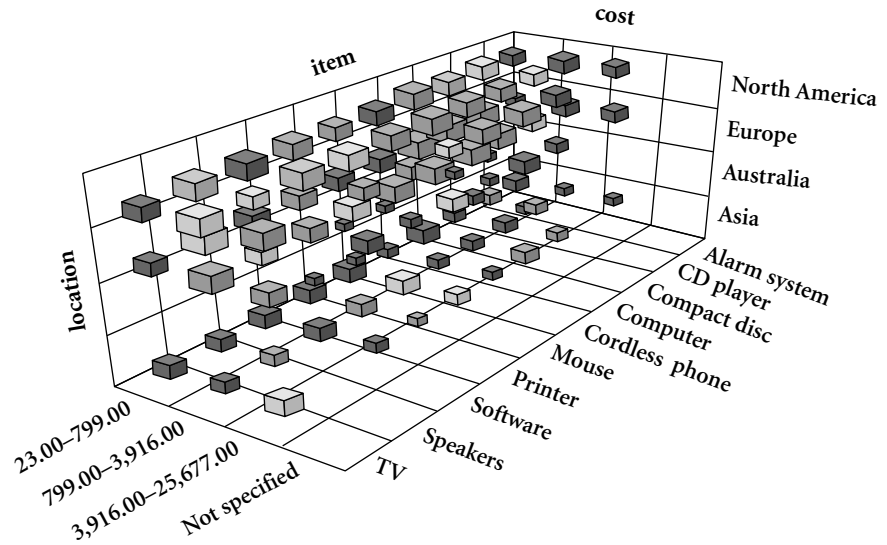 cost
item
location
North America
Europe
Australia
Asia
Alarm system
CD player
Compact disc
Computer
Cordless phone
Mouse
Printer
Software
Speakers
TV
23.00–799.00
799.00–3,916.00
3,916.00–25,677.00
Not specified